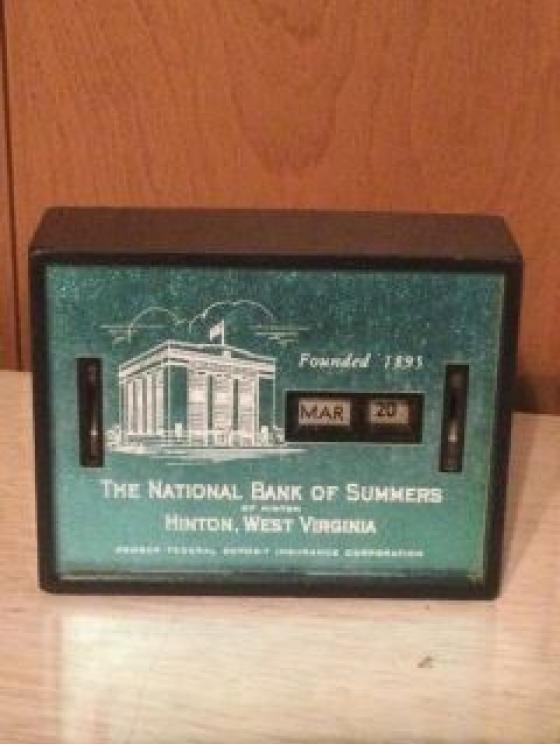 Founded 1895
MAR 20
THE NATIONAL BANK OF SUMMERS
OF HINTON
HINTON, WEST VIRGINIA
MEMBER FEDERAL DEPOSIT INSURANCE CORPORATION